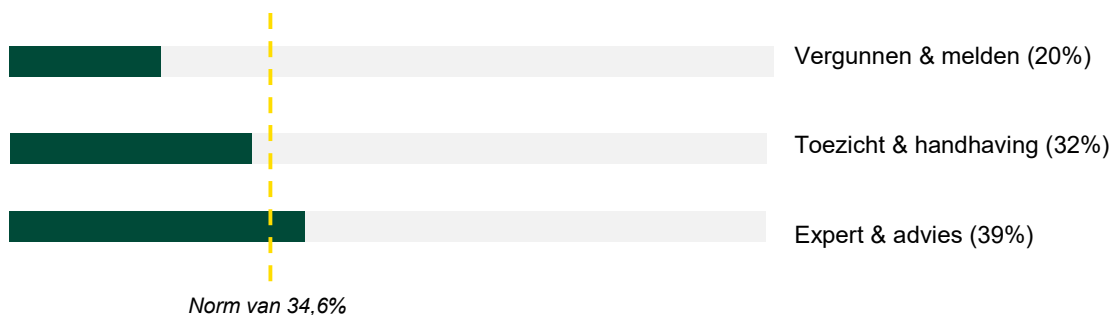 Vergunnen & melden (20%)
Toezicht & handhaving (32%)
Expert & advies (39%)
Norm van 34,6%